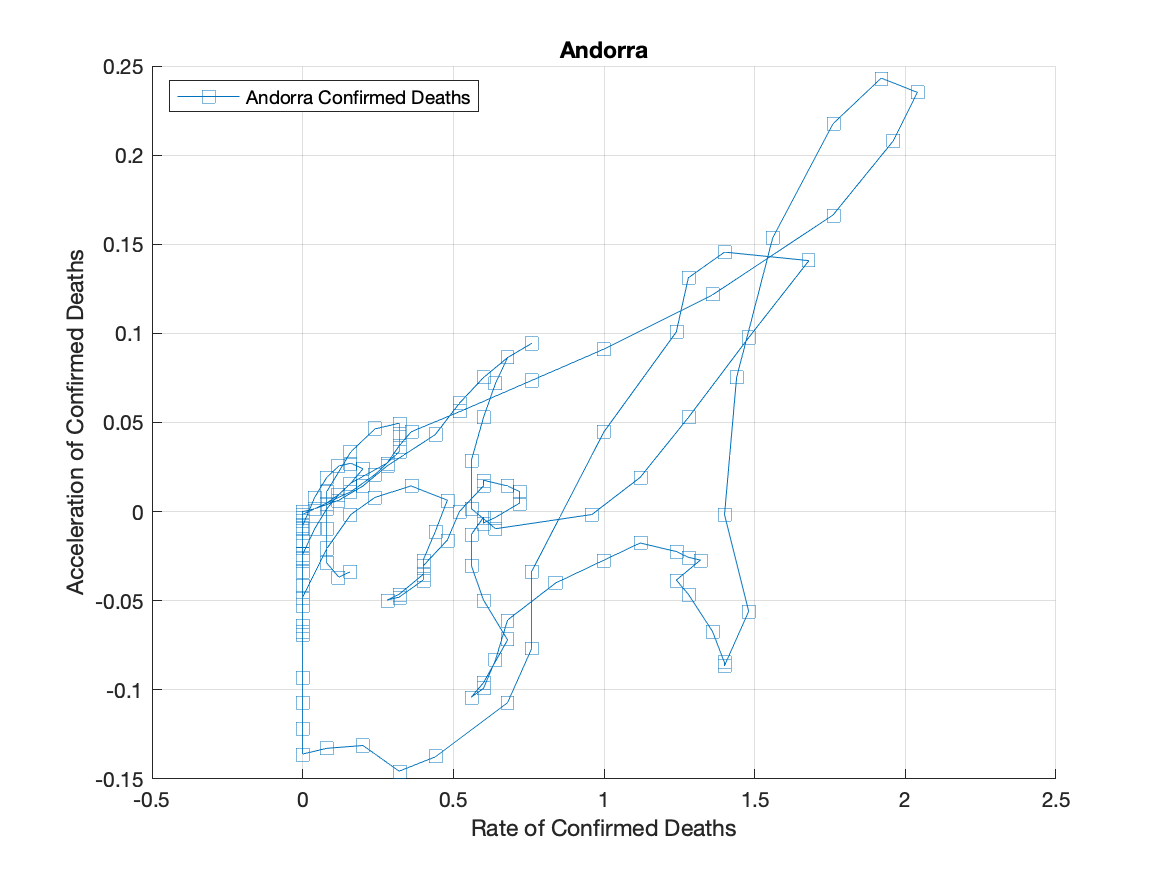 Andorra
Andorra Confirmed Deaths
Acceleration of Confirmed Deaths
0.25
0.2
0.15
0.1
0.05
0
-0.05
-0.1
-0.15
-0.5 0 0.5 1 1.5 2 2.5
Rate of Confirmed Deaths